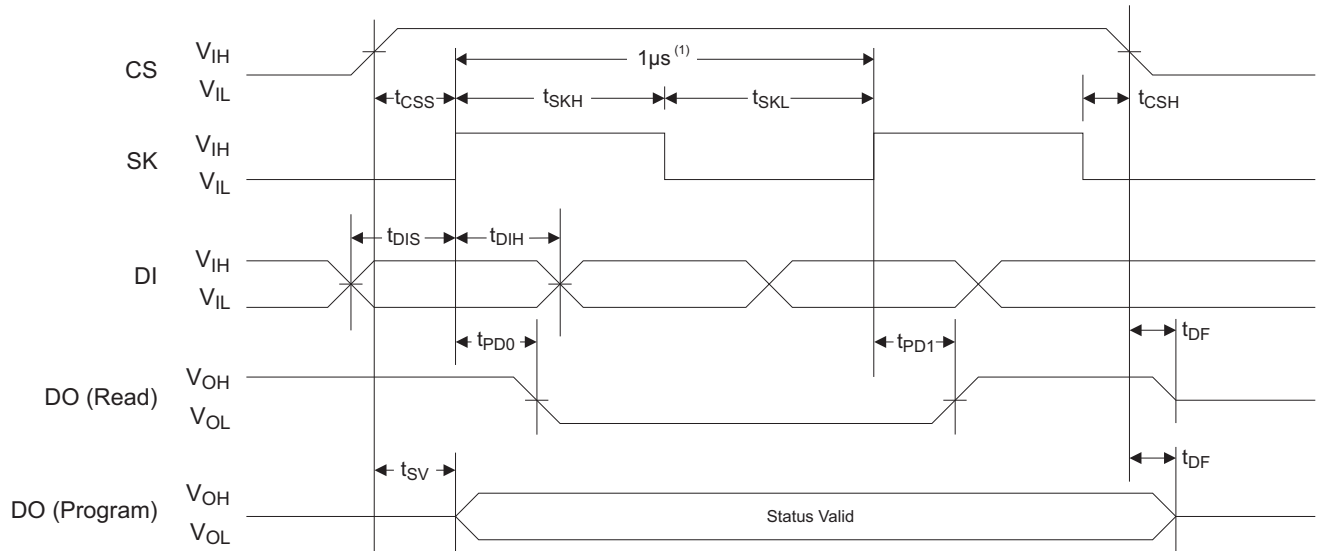 CS
V_IH
V_IL
1µs (1)
t_CSS
t_SKH
t_SKL
t_CSH
SK
V_IH
V_IL
t_DIS
t_DIH
DI
V_IH
V_IL
t_PD0
t_PD1
t_DF
DO (Read)
V_OH
V_OL
t_SV
t_DF
DO (Program)
V_OH
V_OL
Status Valid